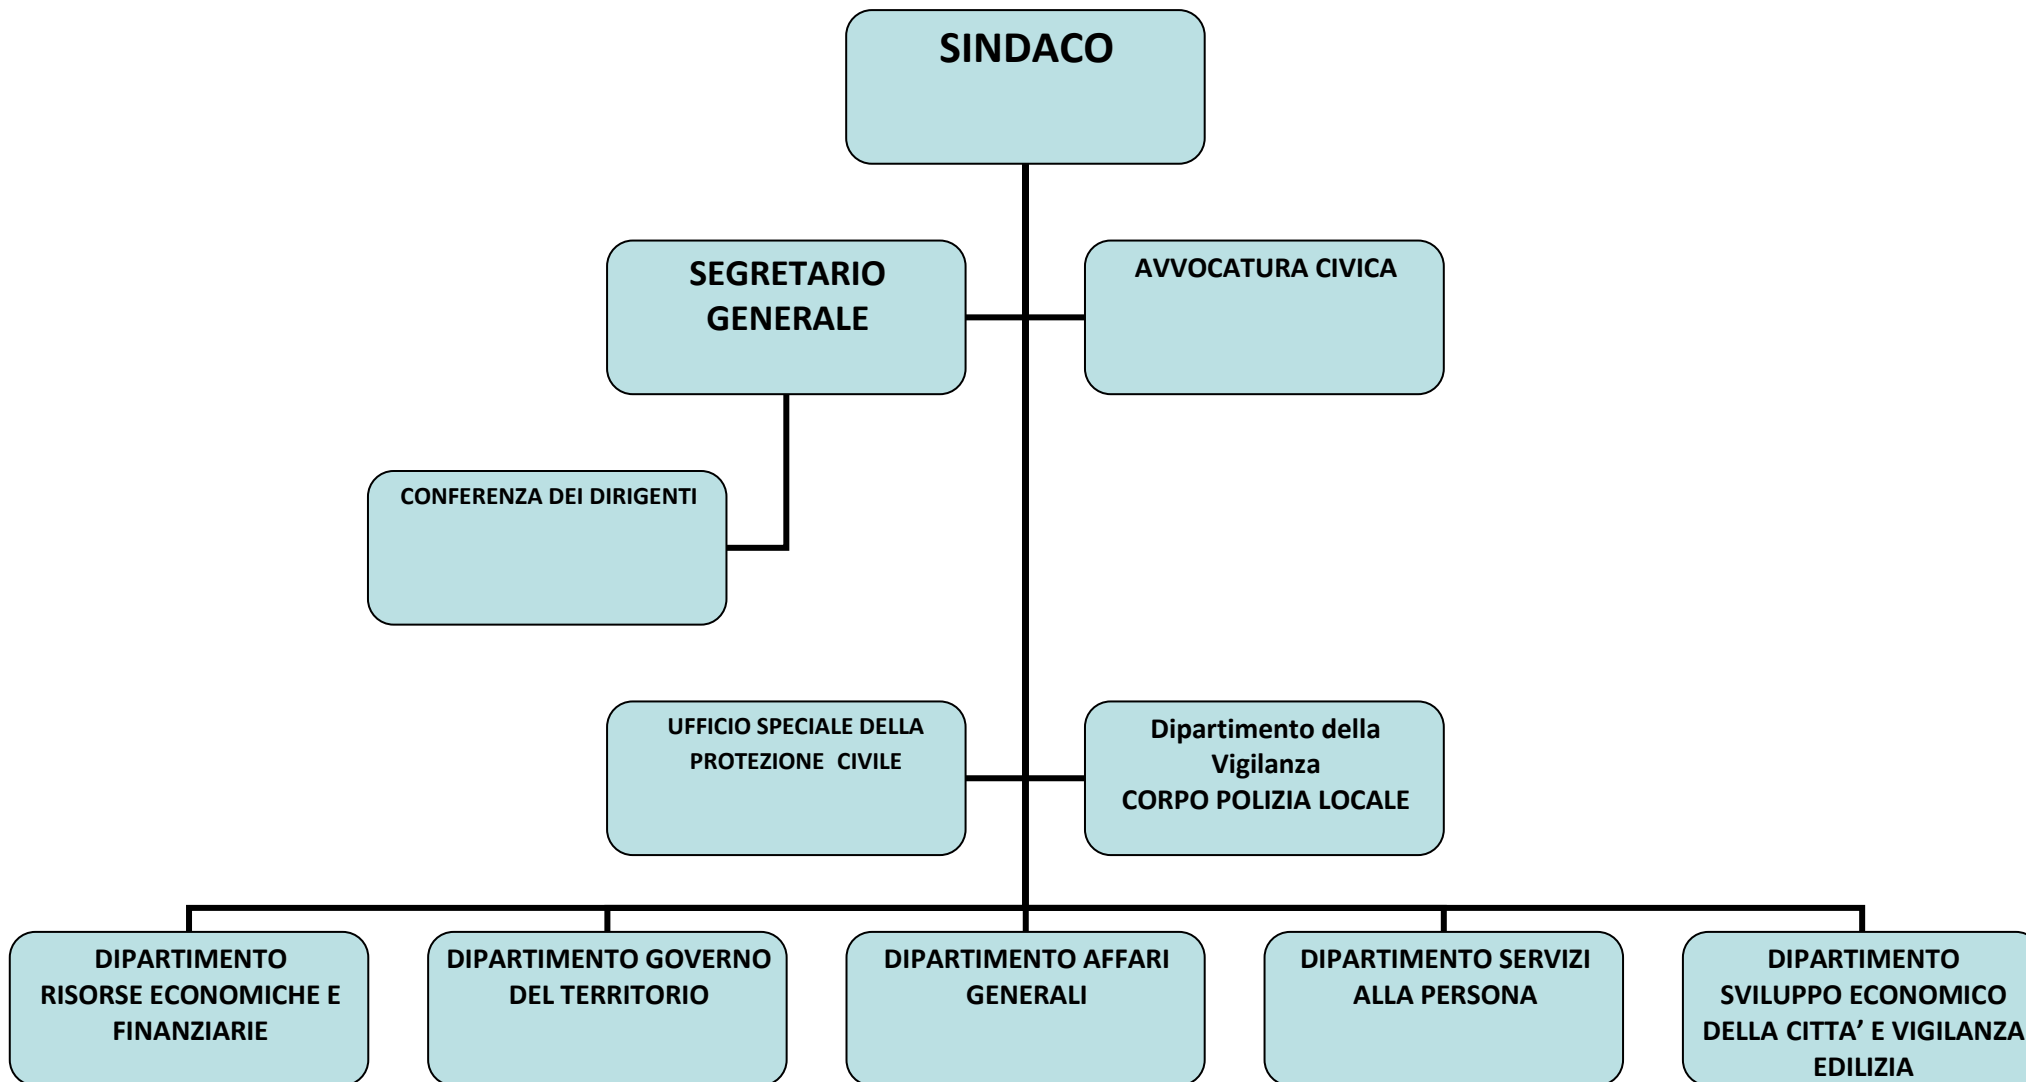 SINDACO
SEGRETARIO
GENERALE
AVVOCATURA CIVICA
CONFERENZA DEI DIRIGENTI
UFFICIO SPECIALE DELLA
PROTEZIONE  CIVILE
Dipartimento della
Vigilanza
CORPO POLIZIA LOCALE
DIPARTIMENTO
RISORSE ECONOMICHE E
FINANZIARIE
DIPARTIMENTO GOVERNO
DEL TERRITORIO
DIPARTIMENTO AFFARI
GENERALI
DIPARTIMENTO SERVIZI
ALLA PERSONA
DIPARTIMENTO
SVILUPPO ECONOMICO
DELLA CITTA’ E VIGILANZA
EDILIZIA